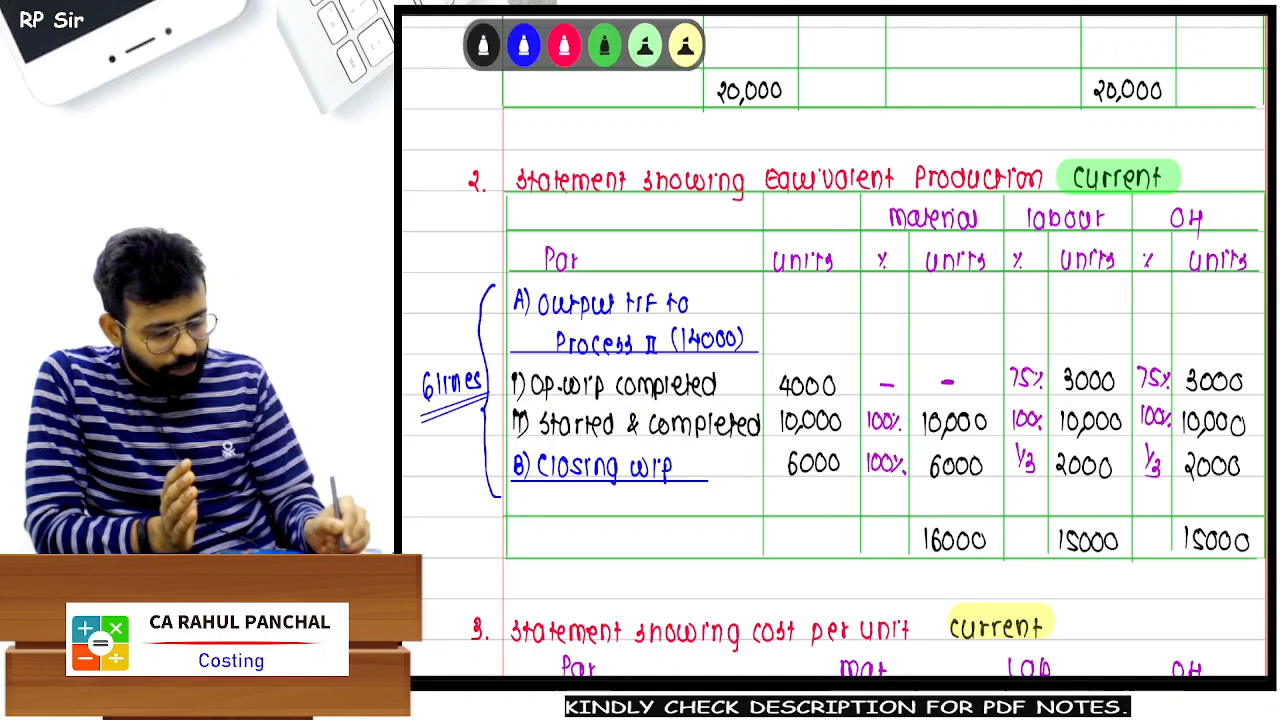 RP Sir
20,000 20,000
2. Statement showing Equivalent Production current
Material labour OH
Par units % units % units % units
A) Output trf to
Process II (14000)
6 lines
i) Op-wip completed 4000 - - 75% 3000 75% 3000
ii) Started & completed 10,000 100% 10,000 100% 10,000 100% 10,000
B) Closing wip 6000 100% 6000 1/3 2000 1/3 2000
16000 15000 15000
3. Statement showing cost per unit current
Par Mat Lab OH
CA RAHUL PANCHAL
Costing
KINDLY CHECK DESCRIPTION FOR PDF NOTES.